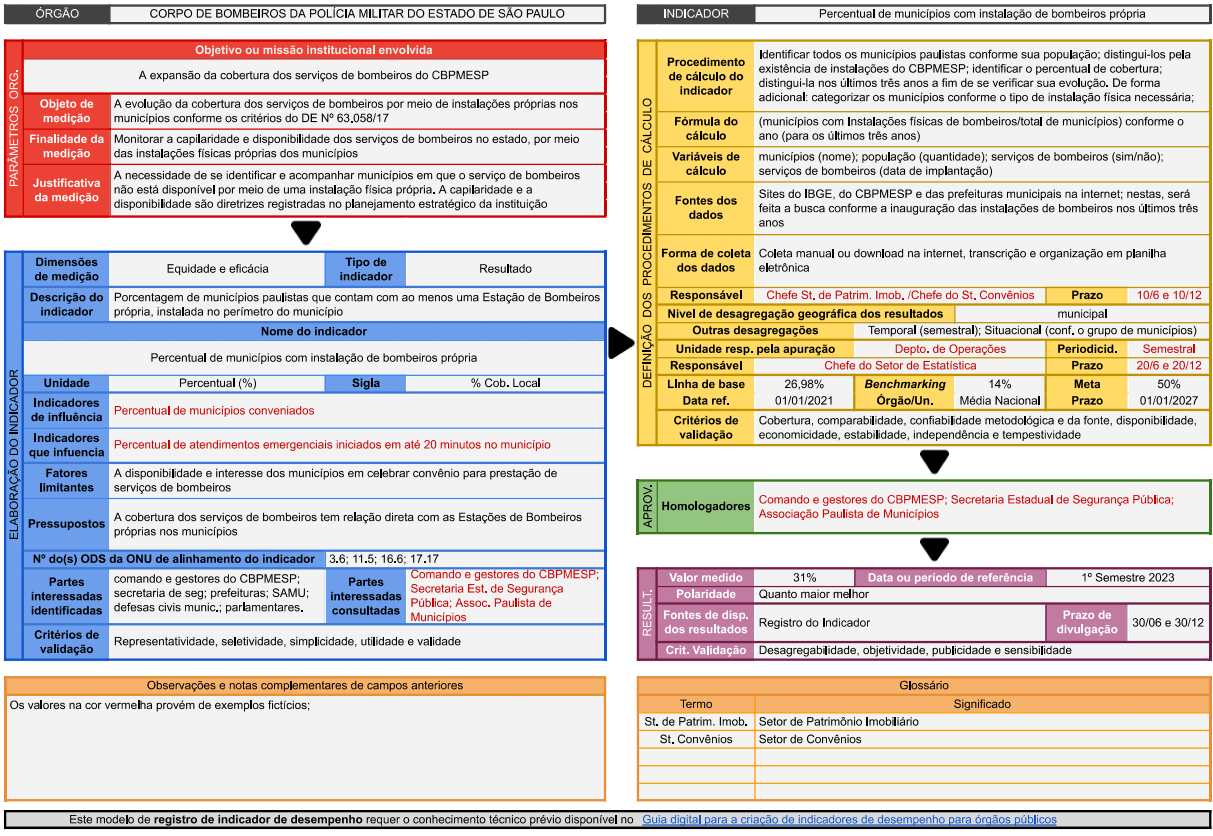 ÓRGÃO CORPO DE BOMBEIROS DA POLÍCIA MILITAR DO ESTADO DE SÃO PAULO
PARÂMETROS ORG.
Objetivo ou missão institucional envolvida
A expansão da cobertura dos serviços de bombeiros do CBPMESP
Objeto de
medição
A evolução da cobertura dos serviços de bombeiros por meio de instalações próprias nos
municípios conforme os critérios do DE Nº 63.058/17
Finalidade da
medição
Monitorar a capilaridade e disponibilidade dos serviços de bombeiros no estado, por meio
das instalações físicas próprias dos municípios
Justificativa
da medição
A necessidade de se identificar e acompanhar municípios em que o serviço de bombeiros
não está disponível por meio de uma instalação física própria. A capilaridade e a
disponibilidade são diretrizes registradas no planejamento estratégico da instituição
ELABORAÇÃO DO INDICADOR
Dimensões
de medição
Equidade e eficácia
Tipo de
indicador
Resultado
Descrição do
indicador
Porcentagem de municípios paulistas que contam com ao menos uma Estação de Bombeiros
própria, instalada no perímetro do município
Nome do indicador
Percentual de municípios com instalação de bombeiros própria
Unidade Percentual (%) Sigla % Cob. Local
Indicadores
de influência
Percentual de municípios conveniados
Indicadores
que infuencia
Percentual de atendimentos emergenciais iniciados em até 20 minutos no município
Fatores
limitantes
A disponibilidade e interesse dos municípios em celebrar convênio para prestação de
serviços de bombeiros
Pressupostos
A cobertura dos serviços de bombeiros tem relação direta com as Estações de Bombeiros
próprias nos municípios
Nº do(s) ODS da ONU de alinhamento do indicador 3.6; 11.5; 16.6; 17.17
Partes
interessadas
identificadas
comando e gestores do CBPMESP;
secretaria de seg; prefeituras; SAMU;
defesas civis munic.; parlamentares.
Partes
interessadas
consultadas
Comando e gestores do CBPMESP;
Secretaria Est. de Segurança
Pública; Assoc. Paulista de
Municípios
Critérios de
validação
Representatividade, seletividade, simplicidade, utilidade e validade
Observações e notas complementares de campos anteriores
Os valores na cor vermelha provém de exemplos fictícios;
INDICADOR Percentual de municípios com instalação de bombeiros própria
DEFINIÇÃO DOS PROCEDIMENTOS DE CÁLCULO
Procedimento
de cálculo do
indicador
Identificar todos os municípios paulistas conforme sua população; distingui-los pela
existência de instalações do CBPMESP; identificar o percentual de cobertura;
distingui-la nos últimos três anos a fim de se verificar sua evolução. De forma
adicional: categorizar os municípios conforme o tipo de instalação física necessária;
Fórmula do
cálculo
(municípios com Instalações físicas de bombeiros/total de municípios) conforme o
ano (para os últimos três anos)
Variáveis de
cálculo
municípios (nome); população (quantidade); serviços de bombeiros (sim/não);
serviços de bombeiros (data de implantação)
Fontes dos
dados
Sites do IBGE, do CBPMESP e das prefeituras municipais na internet; nestas, será
feita a busca conforme a inauguração das instalações de bombeiros nos últimos três
anos
Forma de coleta
dos dados
Coleta manual ou download na internet, transcrição e organização em planilha
eletrônica
Responsável Chefe St. de Patrim. Imob. /Chefe do St. Convênios Prazo 10/6 e 10/12
Nivel de desagregação geográfica dos resultados municipal
Outras desagregações Temporal (semestral); Situacional (conf. o grupo de municípios)
Unidade resp. pela apuração Depto. de Operações Periodicid. Semestral
Responsável Chefe do Setor de Estatística Prazo 20/6 e 20/12
LInha de base 26,98% Benchmarking 14% Meta 50%
Data ref. 01/01/2021 Órgão/Un. Média Nacional Prazo 01/01/2027
Critérios de
validação
Cobertura, comparabilidade, confiabilidade metodológica e da fonte, disponibilidade,
economicidade, estabilidade, independência e tempestividade
APROV.
Homologadores
Comando e gestores do CBPMESP; Secretaria Estadual de Segurança Pública;
Associação Paulista de Municípios
RESULT.
Valor medido 31% Data ou período de referência 1º Semestre 2023
Polaridade Quanto maior melhor
Fontes de disp.
dos resultados
Registro do Indicador
Prazo de
divulgação
30/06 e 30/12
Crit. Validação Desagregabilidade, objetividade, publicidade e sensibilidade
Glossário
Termo Significado
St. de Patrim. Imob. Setor de Patrimônio Imobiliário
St. Convênios Setor de Convênios
Este modelo de registro de indicador de desempenho requer o conhecimento técnico prévio disponível no Guia digital para a criação de indicadores de desempenho para órgãos públicos